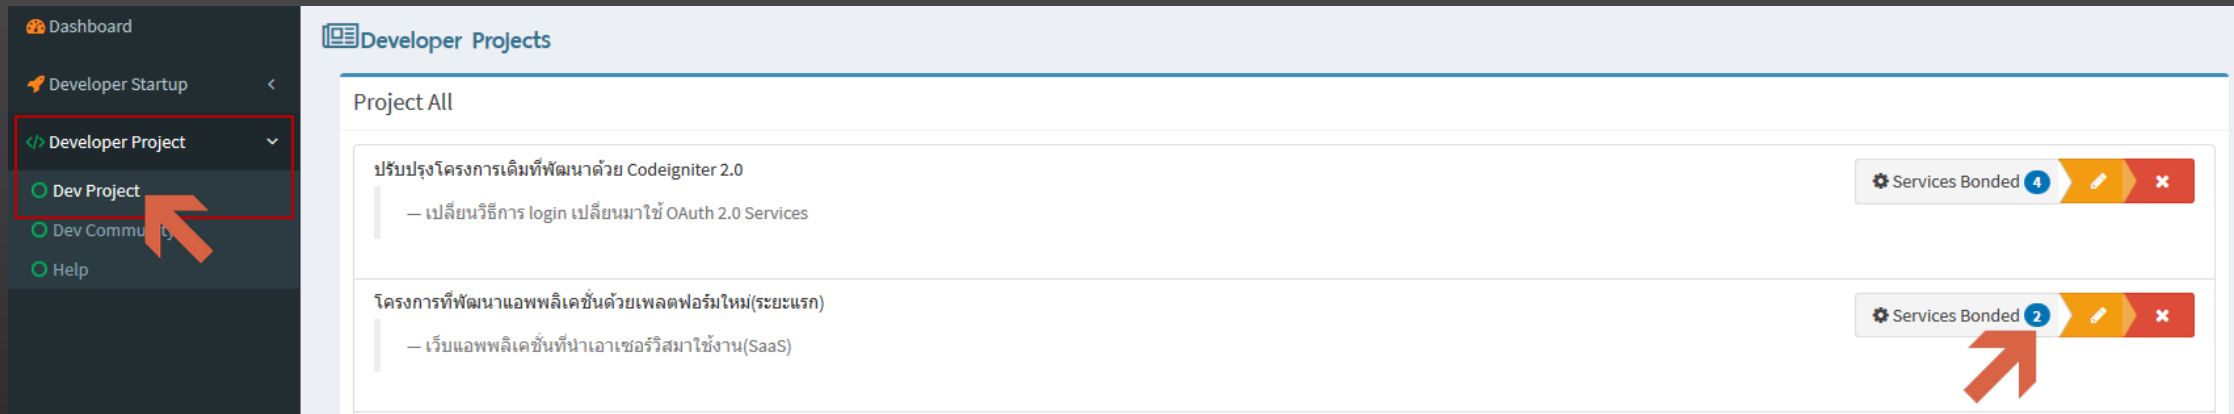 Dashboard
Developer Startup
Developer Project
Dev Project
Dev Community
Help
Developer Projects
Project All
ปรับปรุงโครงการเดิมที่พัฒนาด้วย Codeigniter 2.0
— เปลี่ยนวิธีการ login เปลี่ยนมาใช้ OAuth 2.0 Services
Services Bonded 4
โครงการที่พัฒนาแอพพลิเคชั่นด้วยเพลตฟอร์มใหม่(ระยะแรก)
— เว็บแอพพลิเคชั่นที่นำเอาเซอร์วิสมาใช้งาน(SaaS)
Services Bonded 2